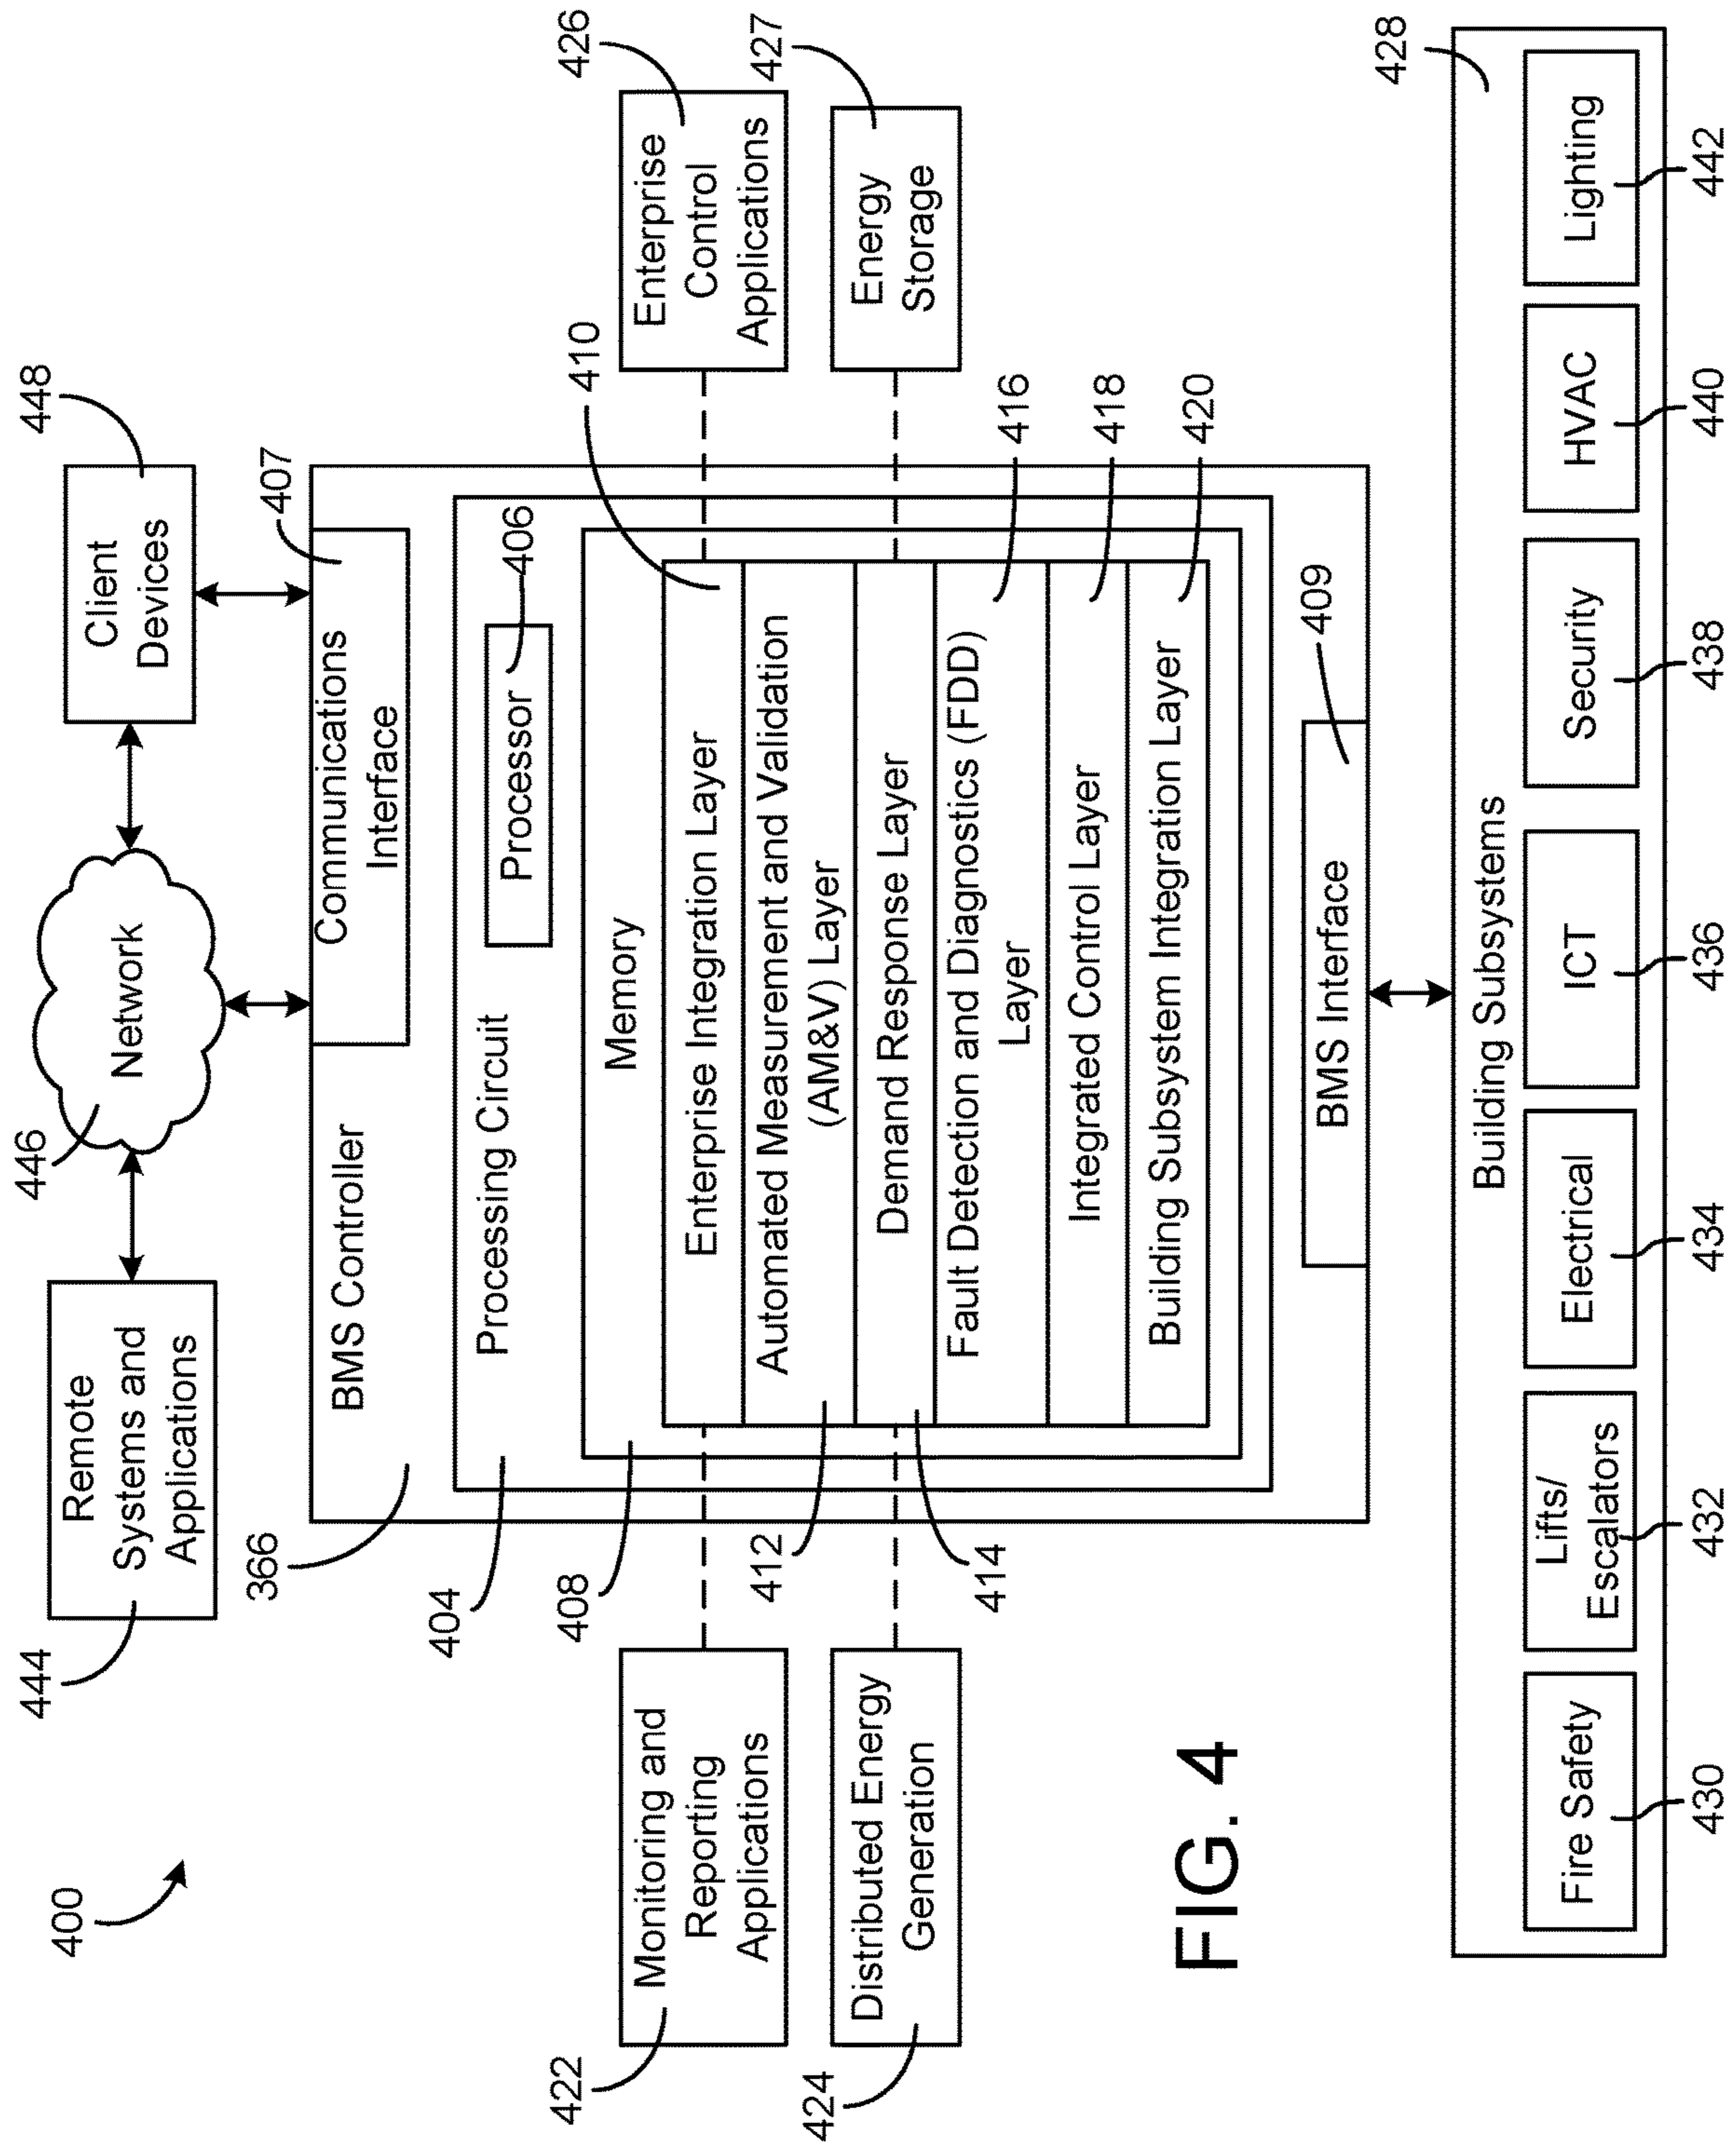 400
444
Remote
Systems and
Applications
446
Network
448
Client
Devices
366
BMS Controller
407
Communications
Interface
404
Processing Circuit
Processor
406
408
Memory
410
Enterprise Integration Layer
412
Automated Measurement and Validation
(AM&V) Layer
414
Demand Response Layer
416
Fault Detection and Diagnostics (FDD)
Layer
418
Integrated Control Layer
420
Building Subsystem Integration Layer
422
Monitoring and
Reporting
Applications
424
Distributed Energy
Generation
426
Enterprise
Control
Applications
427
Energy
Storage
409
BMS Interface
FIG. 4
428
Building Subsystems
Fire Safety
Lifts/
Escalators
Electrical
ICT
Security
HVAC
Lighting
430
432
434
436
438
440
442